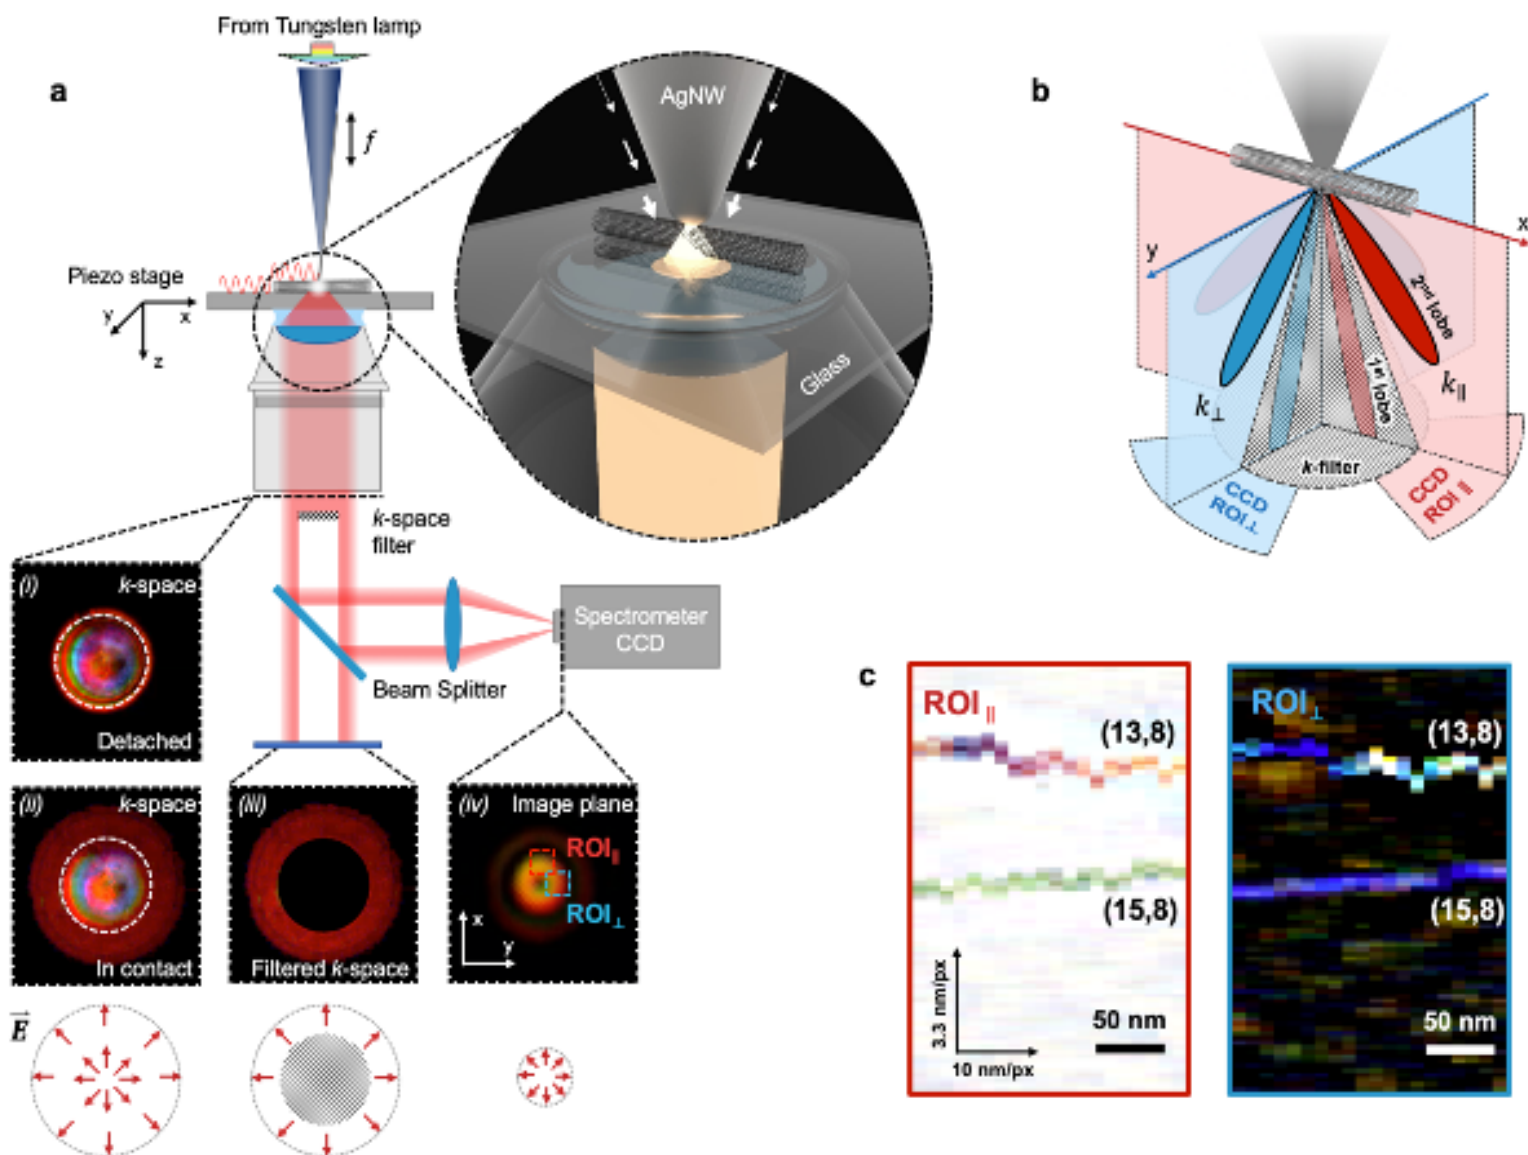 a
From Tungsten lamp
f
Piezo stage
x
y
z
AgNW
Glass
k-space
filter
Spectrometer
CCD
Beam Splitter
(i)
k-space
Detached
(ii)
k-space
In contact
(iii)
Filtered k-space
(iv)
Image plane
ROI∥
ROI⊥
x
y
E
b
x
y
2nd lobe
1st lobe
k⊥
k∥
k-filter
CCD
ROI⊥
CCD
ROI ∥
c
ROI∥
(13,8)
(15,8)
3.3 nm/px
10 nm/px
50 nm
ROI⊥
(13,8)
(15,8)
50 nm